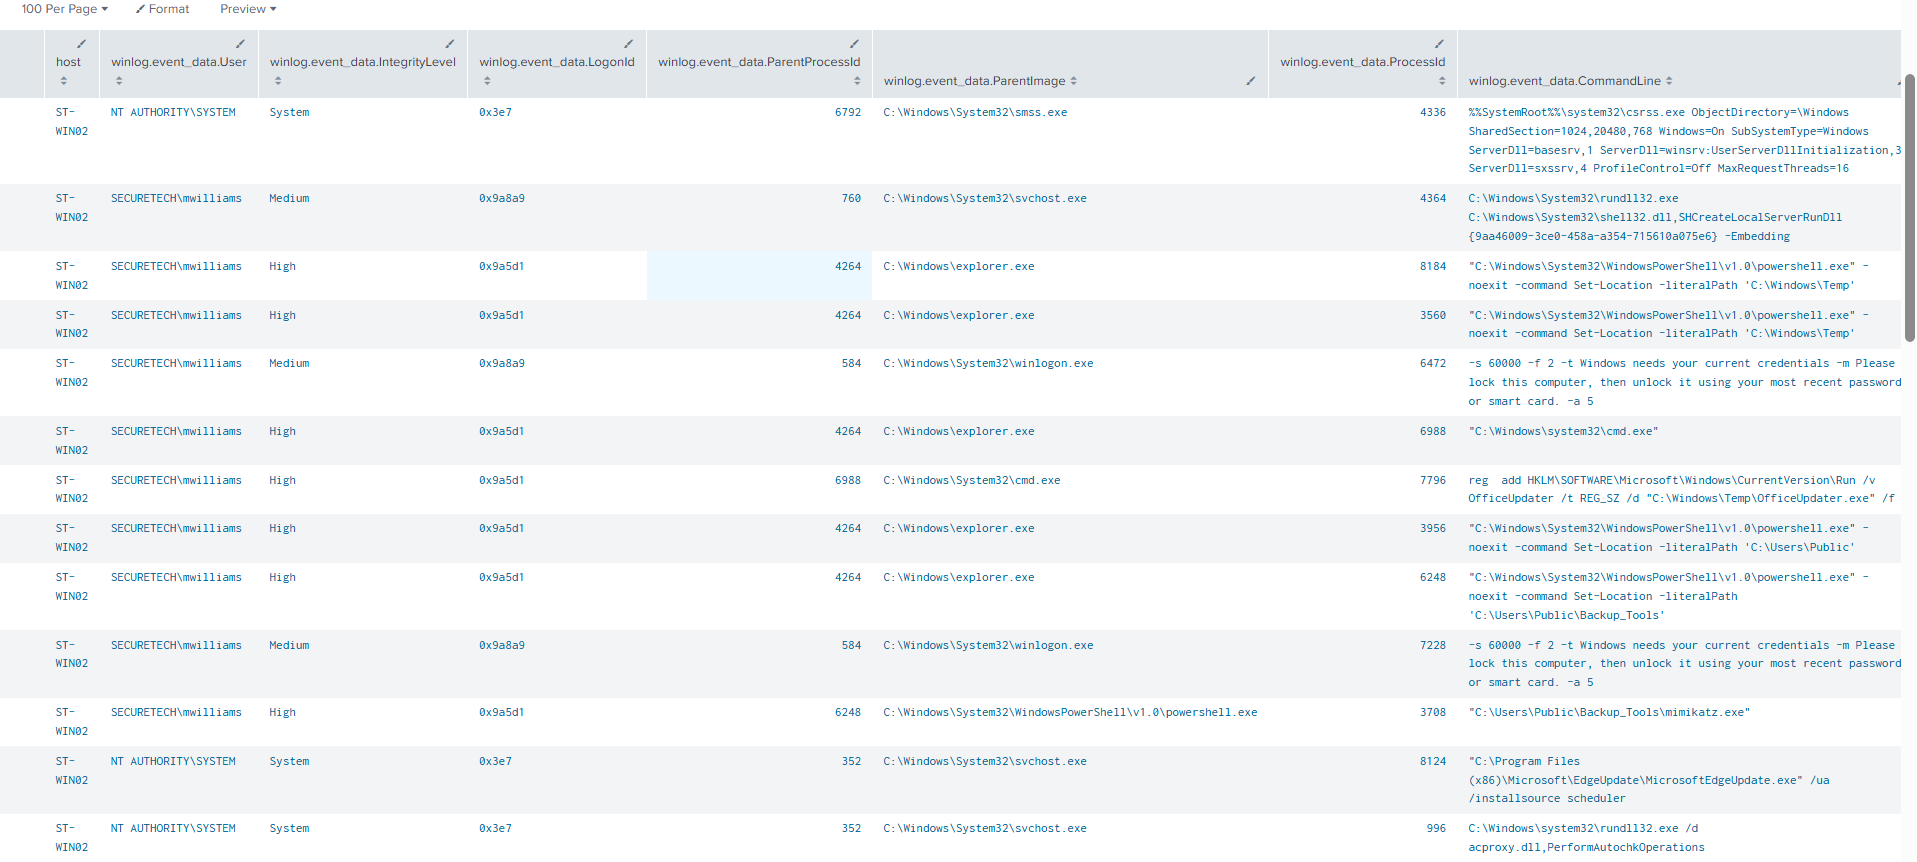 100 Per Page Format Preview
host winlog.event_data.User winlog.event_data.IntegrityLevel winlog.event_data.LogonId winlog.event_data.ParentProcessId winlog.event_data.ParentImage winlog.event_data.ProcessId winlog.event_data.CommandLine
ST- NT AUTHORITY\SYSTEM System 0x3e7 6792 C:\Windows\System32\smss.exe 4336 %%SystemRoot%%\system32\csrss.exe ObjectDirectory=\Windows
WIN02 SharedSection=1024,20480,768 Windows=On SubSystemType=Windows
ServerDll=basesrv,1 ServerDll=winsrv:UserServerDllInitialization,3
ServerDll=sxssrv,4 ProfileControl=Off MaxRequestThreads=16
ST- SECURETECH\mwilliams Medium 0x9a8a9 760 C:\Windows\System32\svchost.exe 4364 C:\Windows\System32\rundll32.exe
WIN02 C:\Windows\System32\shell32.dll,SHCreateLocalServerRunDll
{9aa46009-3ce0-458a-a354-715610a075e6} -Embedding
ST- SECURETECH\mwilliams High 0x9a5d1 4264 C:\Windows\explorer.exe 8184 "C:\Windows\System32\WindowsPowerShell\v1.0\powershell.exe" -
WIN02 noexit -command Set-Location -literalPath 'C:\Windows\Temp'
ST- SECURETECH\mwilliams High 0x9a5d1 4264 C:\Windows\explorer.exe 3560 "C:\Windows\System32\WindowsPowerShell\v1.0\powershell.exe" -
WIN02 noexit -command Set-Location -literalPath 'C:\Windows\Temp'
ST- SECURETECH\mwilliams Medium 0x9a8a9 584 C:\Windows\System32\winlogon.exe 6472 -s 60000 -f 2 -t Windows needs your current credentials -m Please
WIN02 lock this computer, then unlock it using your most recent password
or smart card. -a 5
ST- SECURETECH\mwilliams High 0x9a5d1 4264 C:\Windows\explorer.exe 6988 "C:\Windows\system32\cmd.exe"
WIN02
ST- SECURETECH\mwilliams High 0x9a5d1 6988 C:\Windows\System32\cmd.exe 7796 reg  add HKLM\SOFTWARE\Microsoft\Windows\CurrentVersion\Run /v
WIN02 OfficeUpdater /t REG_SZ /d "C:\Windows\Temp\OfficeUpdater.exe" /f
ST- SECURETECH\mwilliams High 0x9a5d1 4264 C:\Windows\explorer.exe 3956 "C:\Windows\System32\WindowsPowerShell\v1.0\powershell.exe" -
WIN02 noexit -command Set-Location -literalPath 'C:\Users\Public'
ST- SECURETECH\mwilliams High 0x9a5d1 4264 C:\Windows\explorer.exe 6248 "C:\Windows\System32\WindowsPowerShell\v1.0\powershell.exe" -
WIN02 noexit -command Set-Location -literalPath
'C:\Users\Public\Backup_Tools'
ST- SECURETECH\mwilliams Medium 0x9a8a9 584 C:\Windows\System32\winlogon.exe 7228 -s 60000 -f 2 -t Windows needs your current credentials -m Please
WIN02 lock this computer, then unlock it using your most recent password
or smart card. -a 5
ST- SECURETECH\mwilliams High 0x9a5d1 6248 C:\Windows\System32\WindowsPowerShell\v1.0\powershell.exe 3708 "C:\Users\Public\Backup_Tools\mimikatz.exe"
WIN02
ST- NT AUTHORITY\SYSTEM System 0x3e7 352 C:\Windows\System32\svchost.exe 8124 "C:\Program Files
WIN02 (x86)\Microsoft\EdgeUpdate\MicrosoftEdgeUpdate.exe" /ua
/installsource scheduler
ST- NT AUTHORITY\SYSTEM System 0x3e7 352 C:\Windows\System32\svchost.exe 996 C:\Windows\system32\rundll32.exe /d
WIN02 acproxy.dll,PerformAutochkOperations